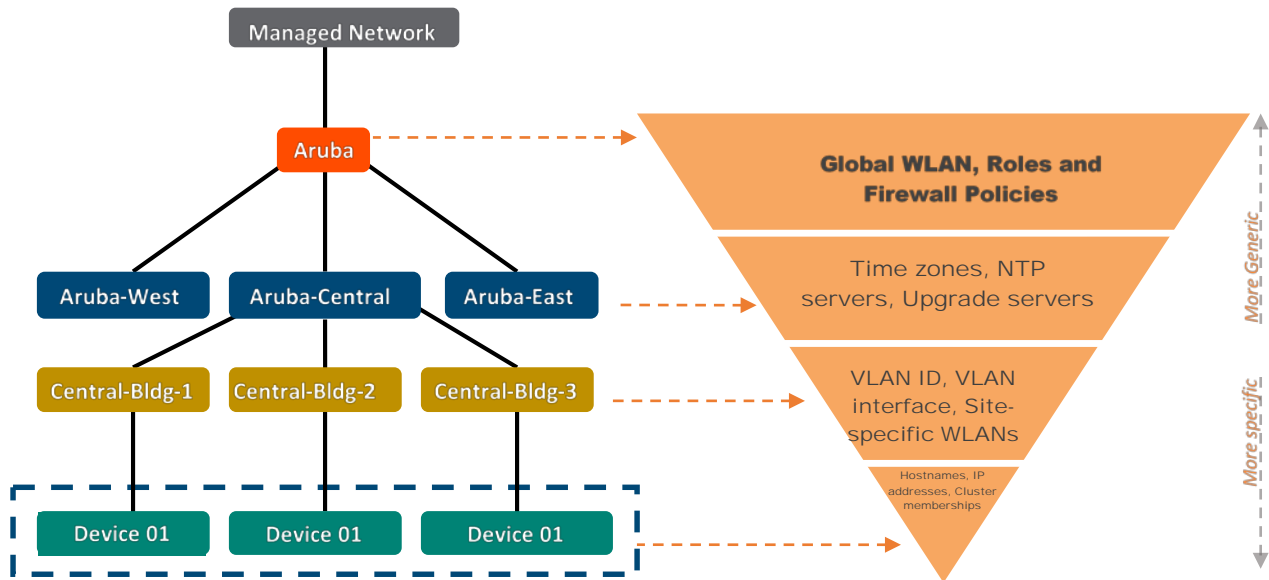 Managed Network
Aruba
Global WLAN, Roles and
Firewall Policies
More Generic
Aruba-West
Aruba-Central
Aruba-East
Time zones, NTP
servers, Upgrade servers
Central-Bldg-1
Central-Bldg-2
Central-Bldg-3
VLAN ID, VLAN
interface, Site-
specific WLANs
More specific
Hostnames, IP
addresses, Cluster
memberships
Device 01
Device 01
Device 01